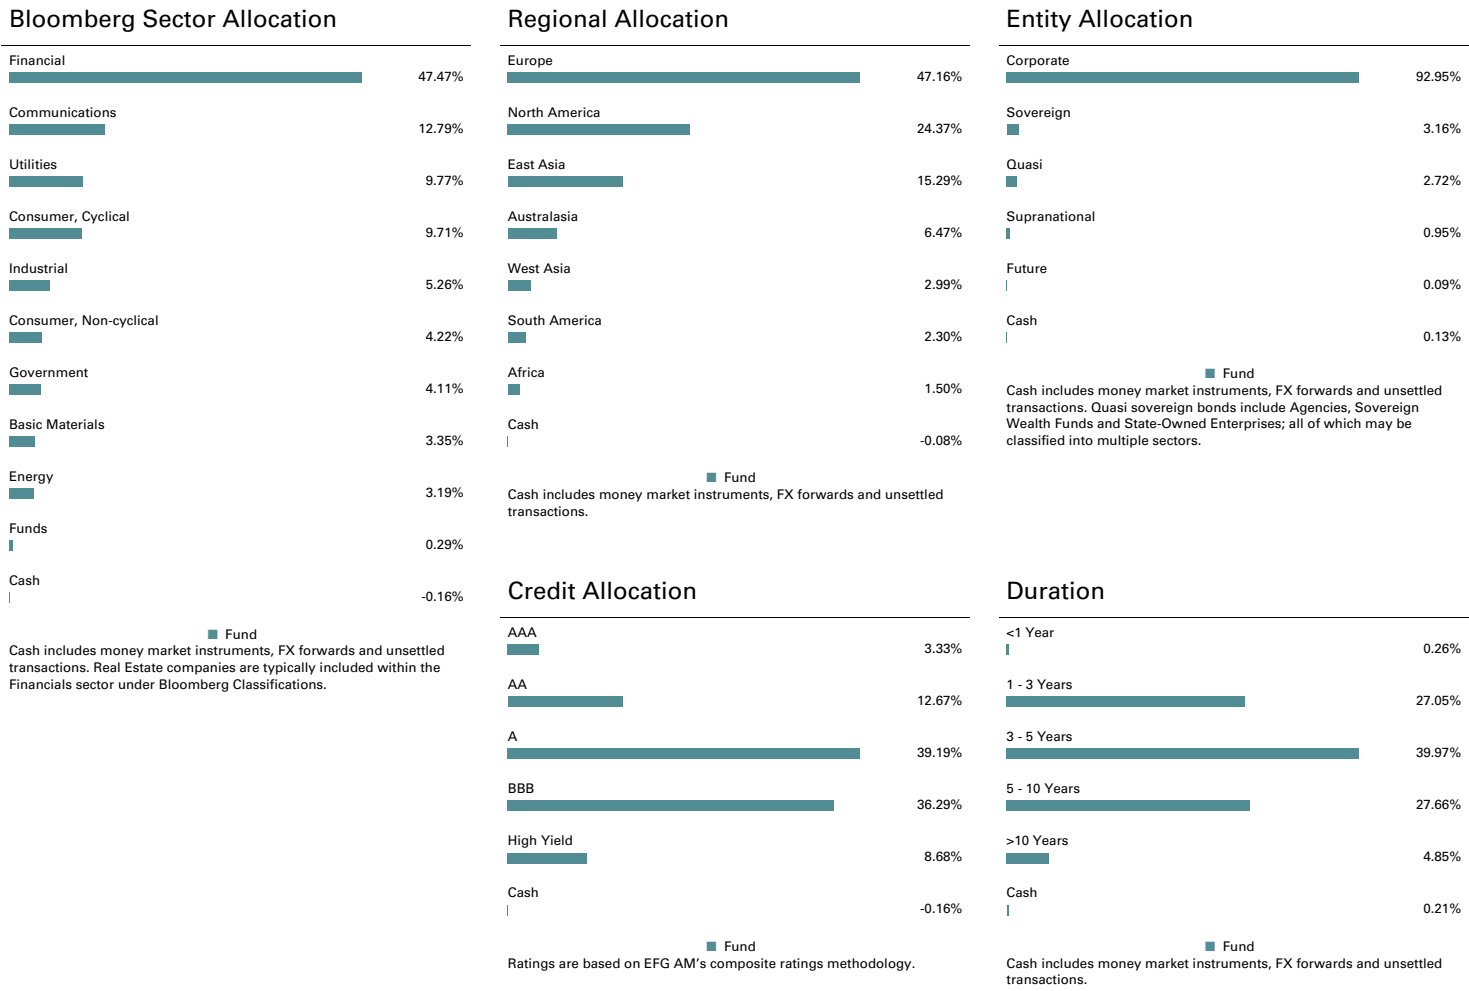 Bloomberg Sector Allocation
Financial
47.47%
Communications
12.79%
Utilities
9.77%
Consumer, Cyclical
9.71%
Industrial
5.26%
Consumer, Non-cyclical
4.22%
Government
4.11%
Basic Materials
3.35%
Energy
3.19%
Funds
0.29%
Cash
-0.16%
Fund
Cash includes money market instruments, FX forwards and unsettled
transactions. Real Estate companies are typically included within the
Financials sector under Bloomberg Classifications.
Regional Allocation
Europe
47.16%
North America
24.37%
East Asia
15.29%
Australasia
6.47%
West Asia
2.99%
South America
2.30%
Africa
1.50%
Cash
-0.08%
Fund
Cash includes money market instruments, FX forwards and unsettled
transactions.
Entity Allocation
Corporate
92.95%
Sovereign
3.16%
Quasi
2.72%
Supranational
0.95%
Future
0.09%
Cash
0.13%
Fund
Cash includes money market instruments, FX forwards and unsettled
transactions. Quasi sovereign bonds include Agencies, Sovereign
Wealth Funds and State-Owned Enterprises; all of which may be
classified into multiple sectors.
Credit Allocation
AAA
3.33%
AA
12.67%
A
39.19%
BBB
36.29%
High Yield
8.68%
Cash
-0.16%
Fund
Ratings are based on EFG AM's composite ratings methodology.
Duration
<1 Year
0.26%
1 - 3 Years
27.05%
3 - 5 Years
39.97%
5 - 10 Years
27.66%
>10 Years
4.85%
Cash
0.21%
Fund
Cash includes money market instruments, FX forwards and unsettled
transactions.